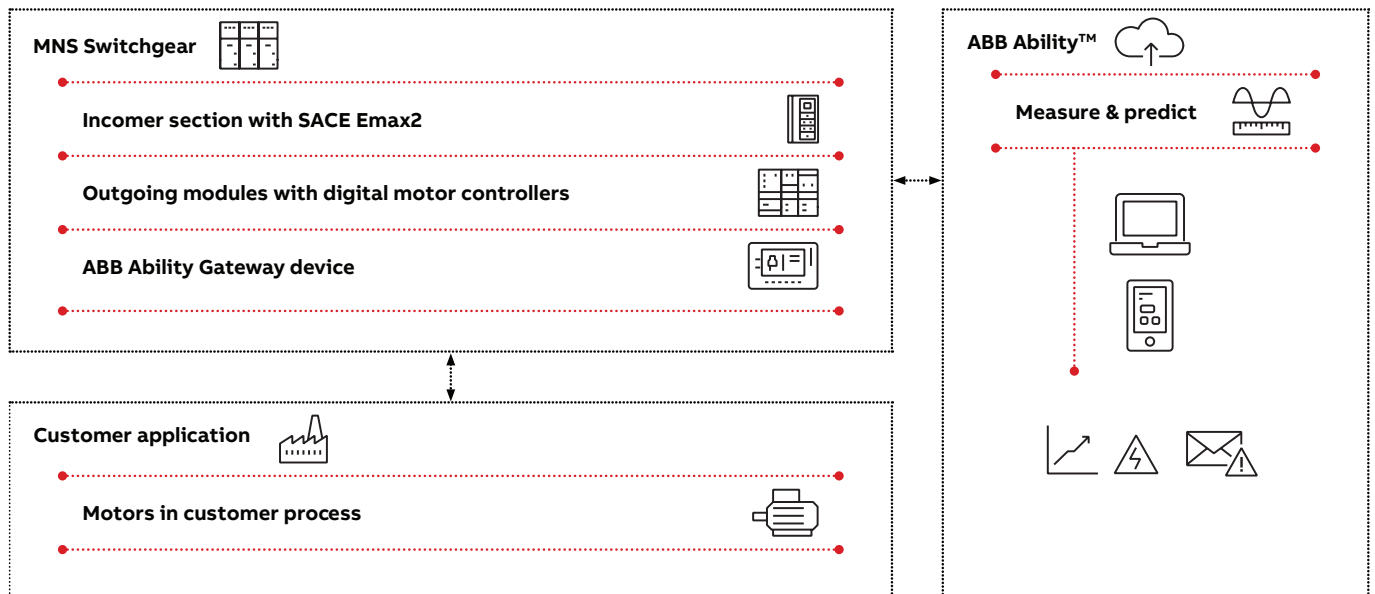 MNS Switchgear
Incomer section with SACE Emax2
Outgoing modules with digital motor controllers
ABB Ability Gateway device
Customer application
Motors in customer process
ABB Ability™
Measure & predict